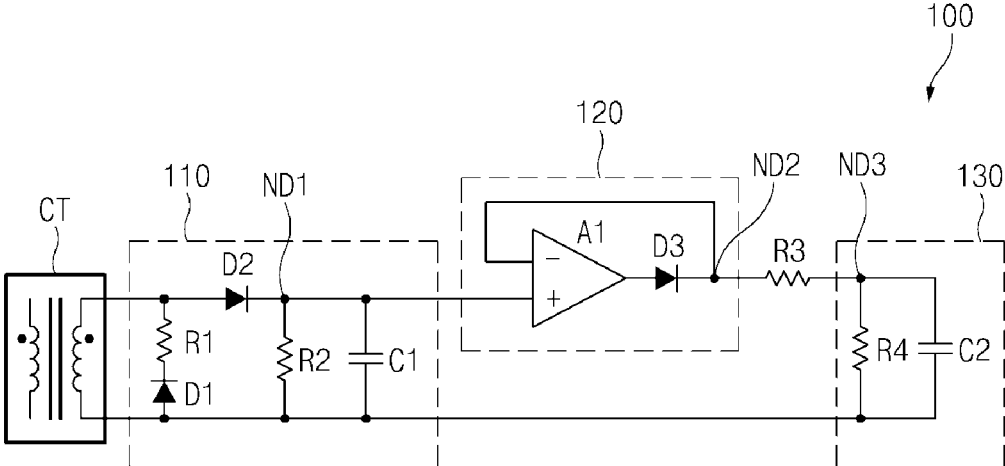 100
120
ND2
ND3
110
ND1
130
CT
A1
D2
D3
R3
−
+
R1
R2
C1
R4
C2
D1